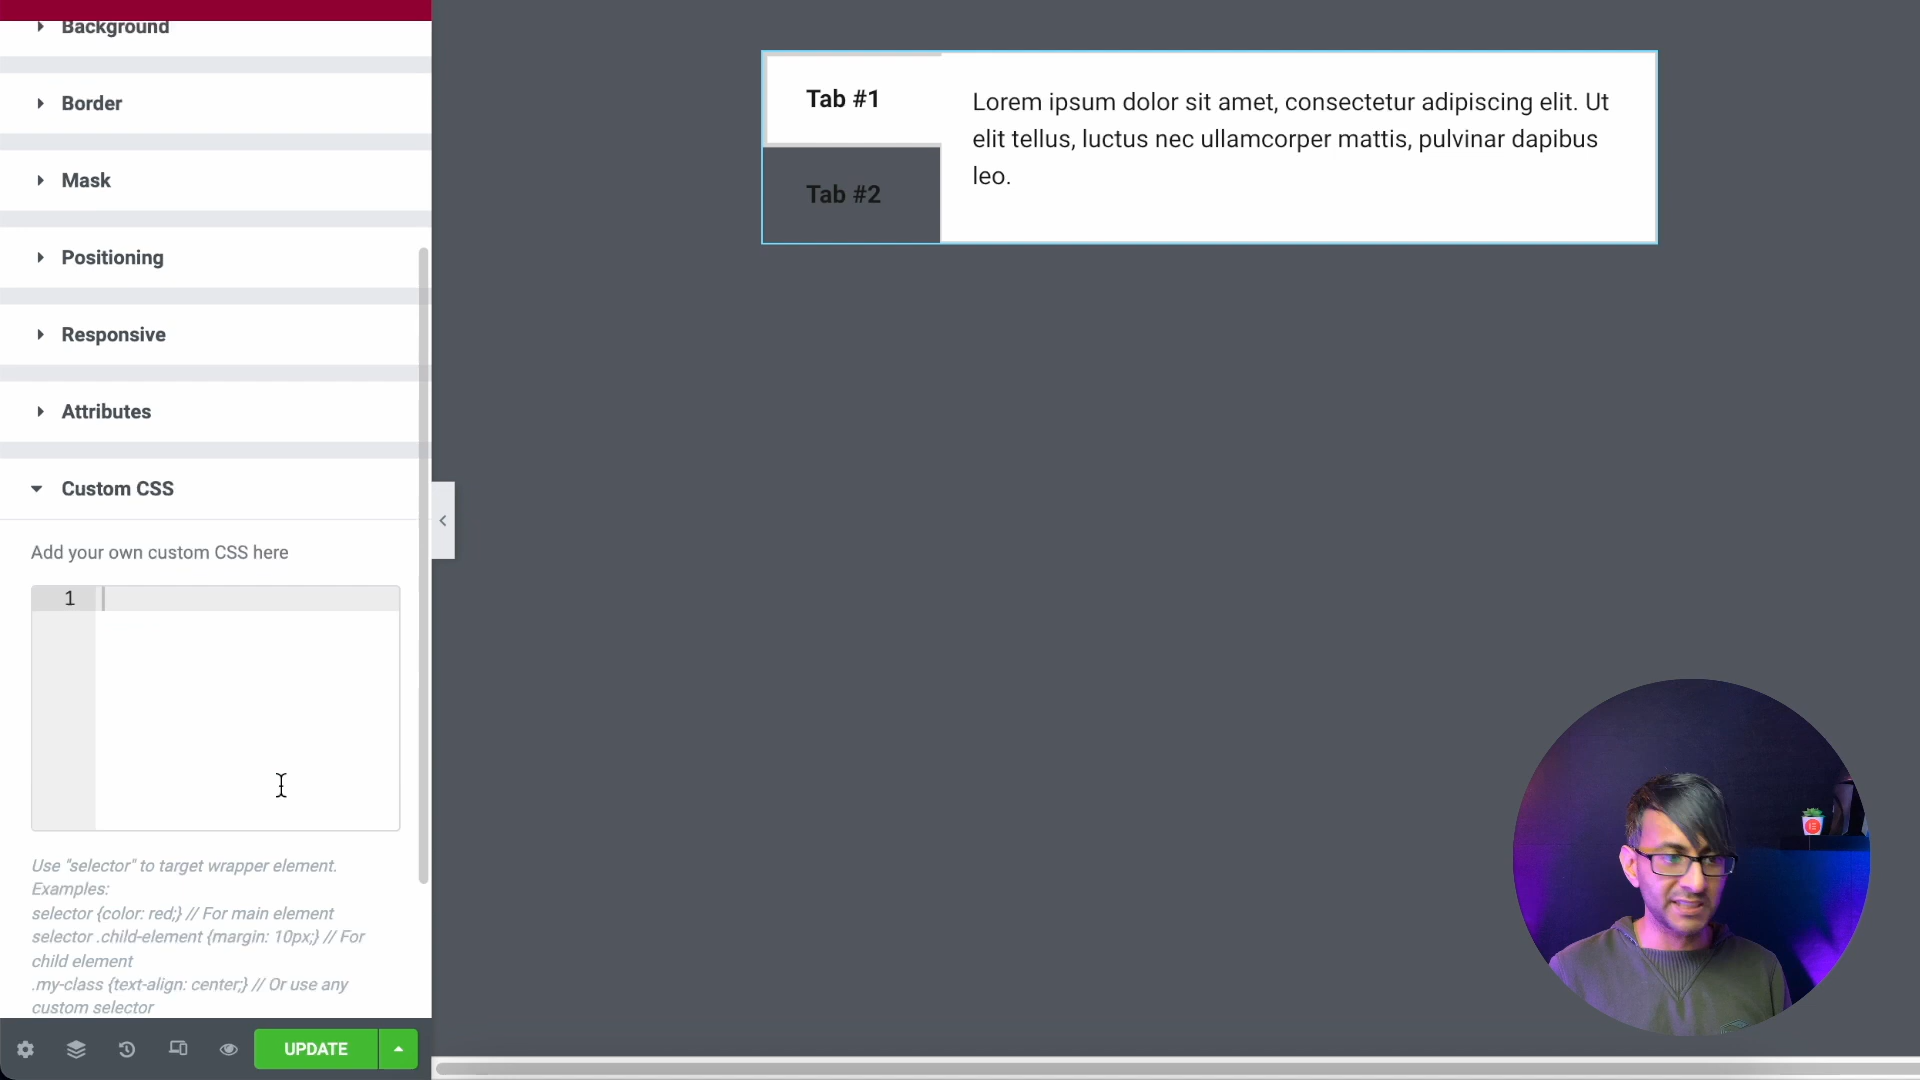 Background
Border
Mask
Positioning
Responsive
Attributes
Custom CSS
Add your own custom CSS here
1
Use "selector" to target wrapper element.
Examples:
selector {color: red;} // For main element
selector .child-element {margin: 10px;} // For
child element
.my-class {text-align: center;} // Or use any
custom selector
UPDATE
Tab #1
Tab #2
Lorem ipsum dolor sit amet, consectetur adipiscing elit. Ut
elit tellus, luctus nec ullamcorper mattis, pulvinar dapibus
leo.